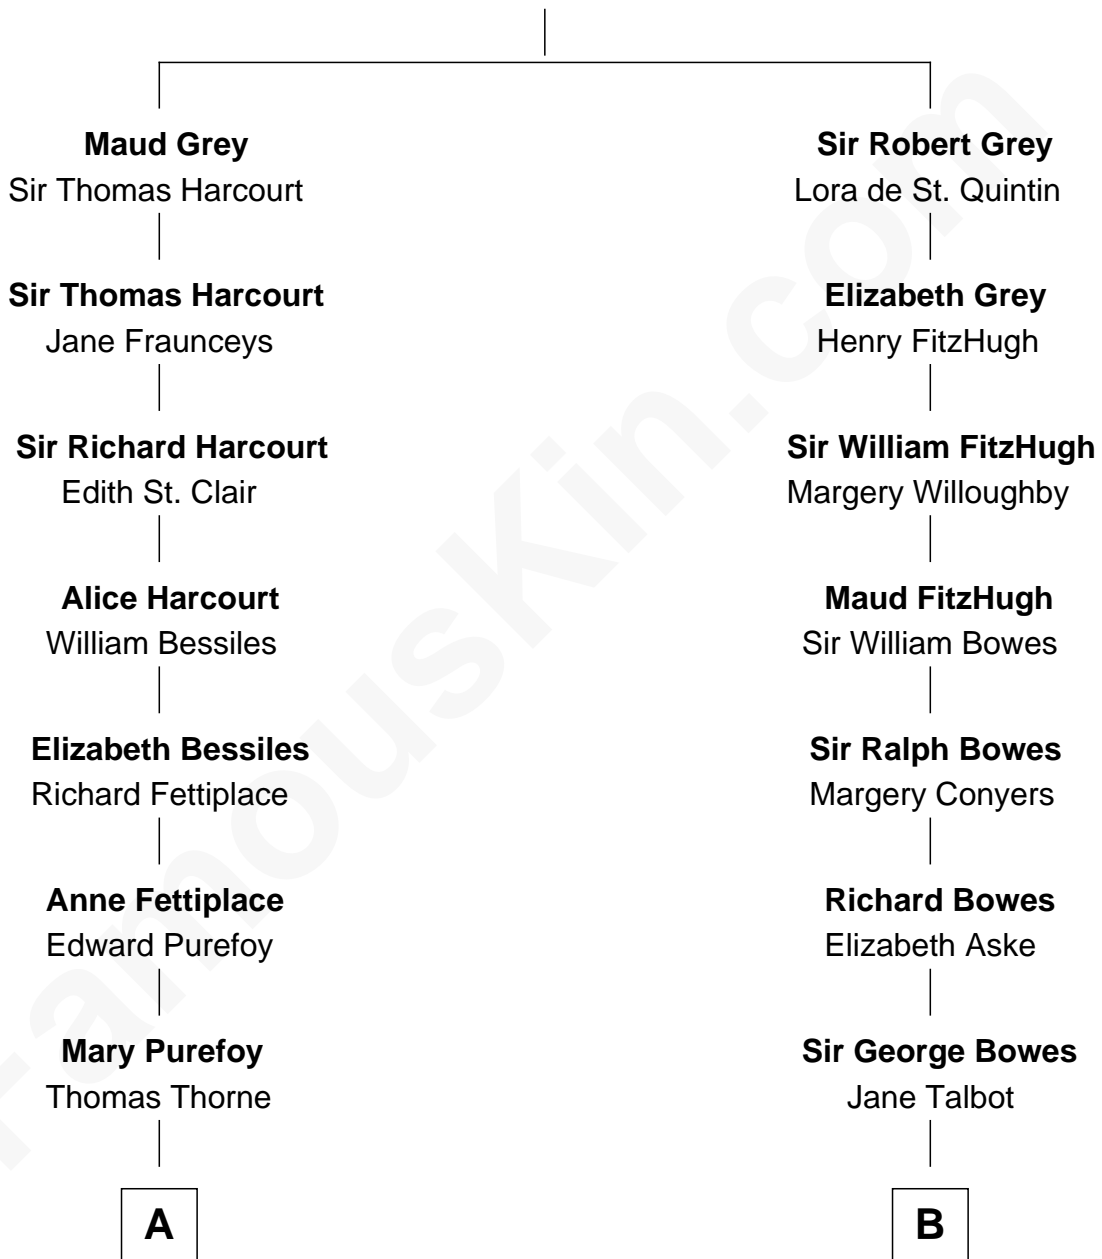 Maud Grey
Sir Thomas Harcourt
Sir Thomas Harcourt
Jane Fraunceys
Sir Richard Harcourt
Edith St. Clair
Alice Harcourt
William Bessiles
Elizabeth Bessiles
Richard Fettiplace
Anne Fettiplace
Edward Purefoy
Mary Purefoy
Thomas Thorne
A
Sir Robert Grey
Lora de St. Quintin
Elizabeth Grey
Henry FitzHugh
Sir William FitzHugh
Margery Willoughby
Maud FitzHugh
Sir William Bowes
Sir Ralph Bowes
Margery Conyers
Richard Bowes
Elizabeth Aske
Sir George Bowes
Jane Talbot
B
FamousKin.com